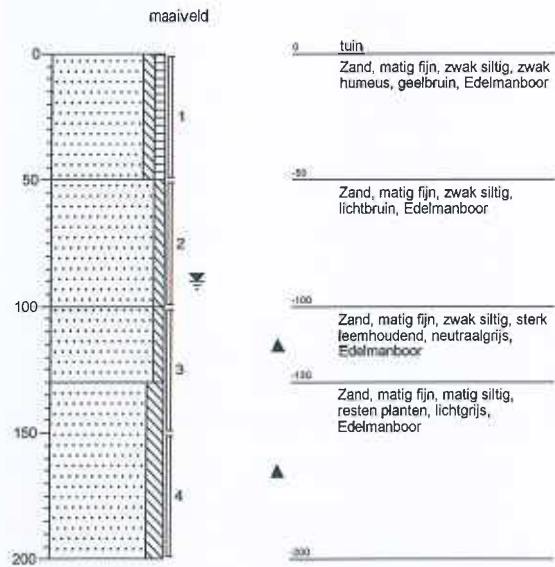 maaiveld
0
50
100
150
200
1
2
3
4
0
tuin
Zand, matig fijn, zwak siltig, zwak
humeus, geelbruin, Edelmanboor
-50
Zand, matig fijn, zwak siltig,
lichtbruin, Edelmanboor
-100
Zand, matig fijn, zwak siltig, sterk
leemhoudend, neutraalgrijs,
Edelmanboor
-130
Zand, matig fijn, matig siltig,
resten planten, lichtgrijs,
Edelmanboor
-200